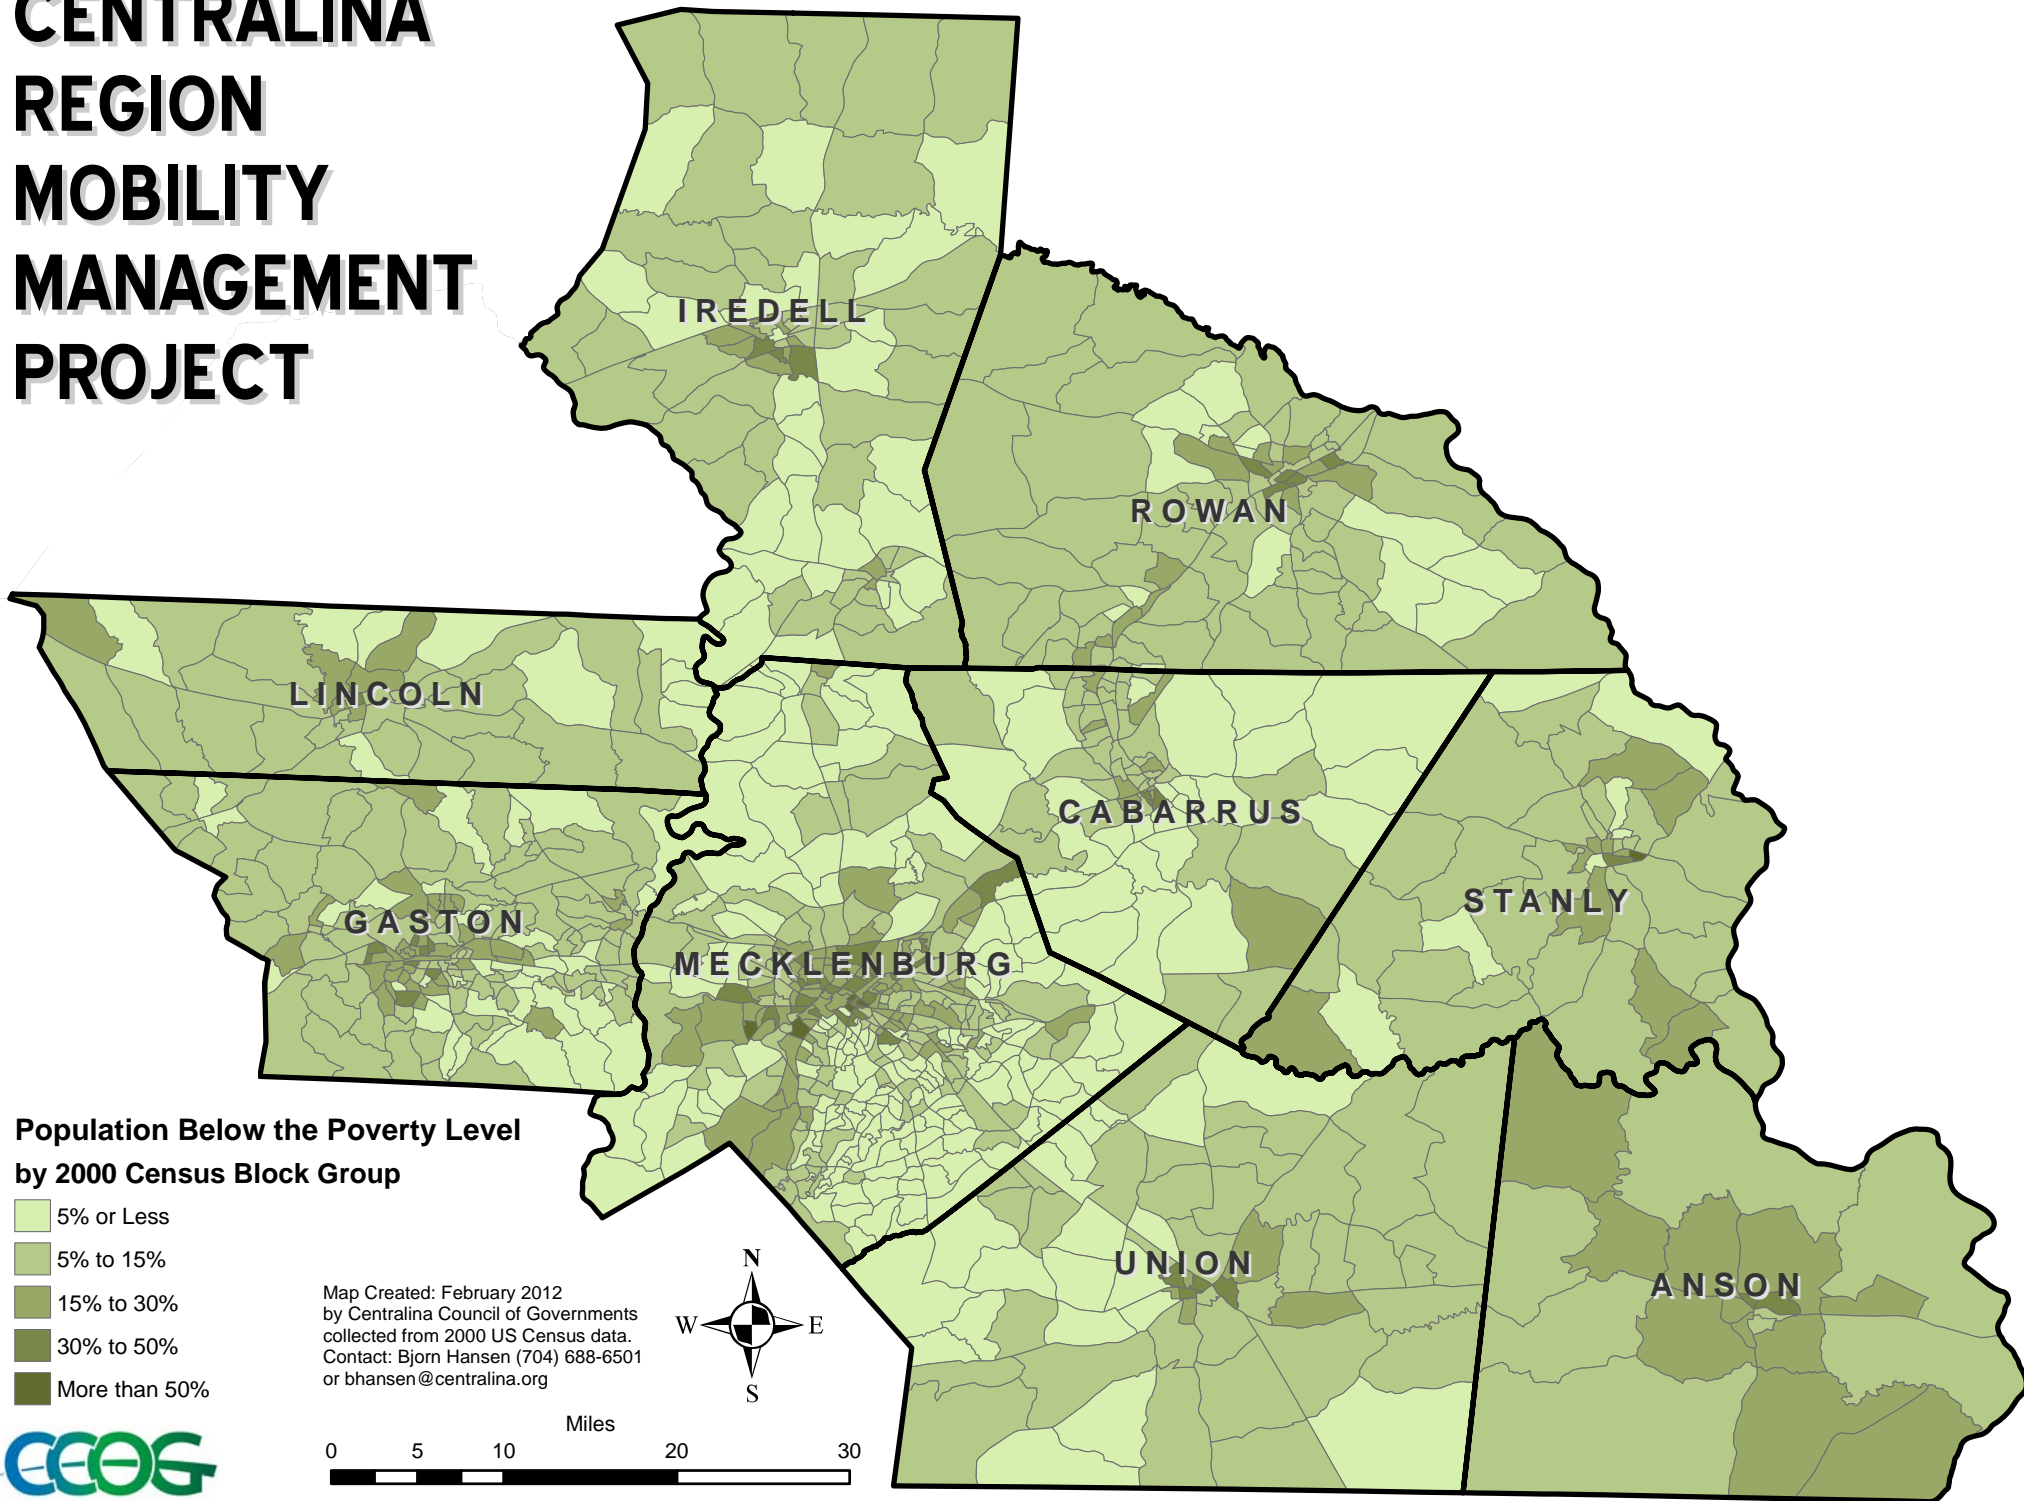 CENTRALINA
REGION
MOBILITY
MANAGEMENT
PROJECT
IREDELL
ROWAN
LINCOLN
CABARRUS
STANLY
GASTON
MECKLENBURG
UNION
ANSON
Population Below the Poverty Level
by 2000 Census Block Group
5% or Less
5% to 15%
15% to 30%
30% to 50%
More than 50%
Map Created: February 2012
by Centralina Council of Governments
collected from 2000 US Census data.
Contact: Bjorn Hansen (704) 688-6501
or bhansen@centralina.org
N
W E
S
Miles
0 5 10 20 30
CCOG